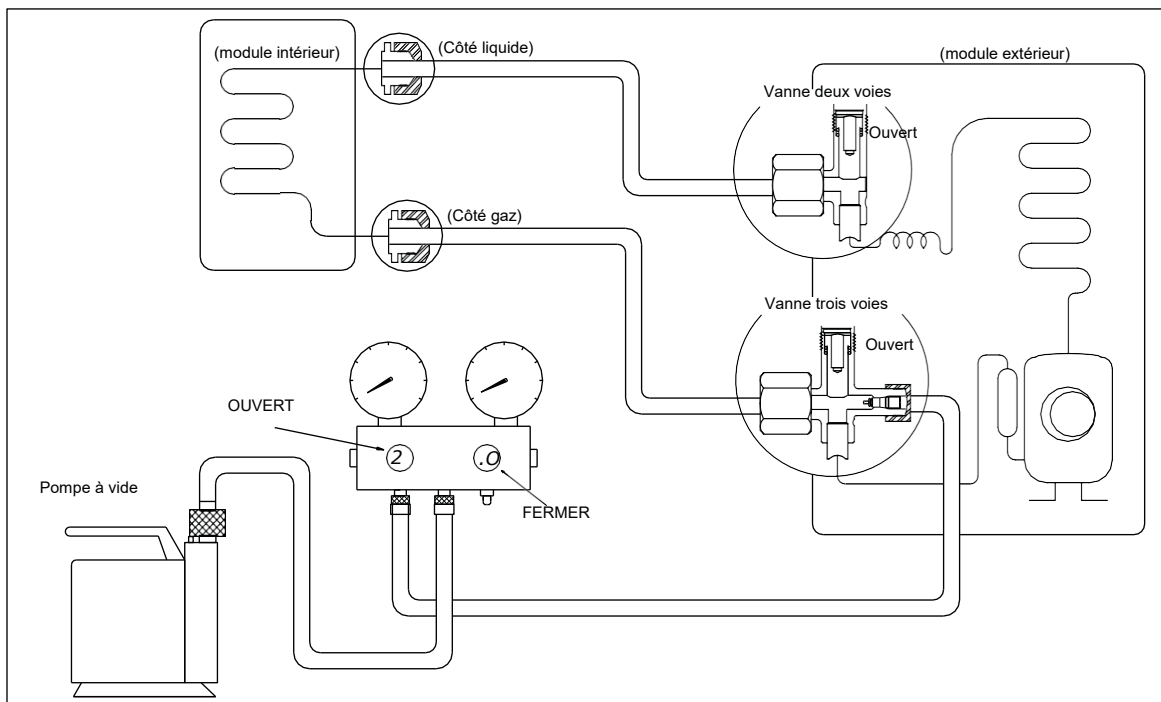 (module intérieur)
(Côté liquide)
(module extérieur)
Vanne deux voies
Ouvert
(Côté gaz)
Vanne trois voies
Ouvert
OUVERT
2
.O
Pompe à vide
FERMER